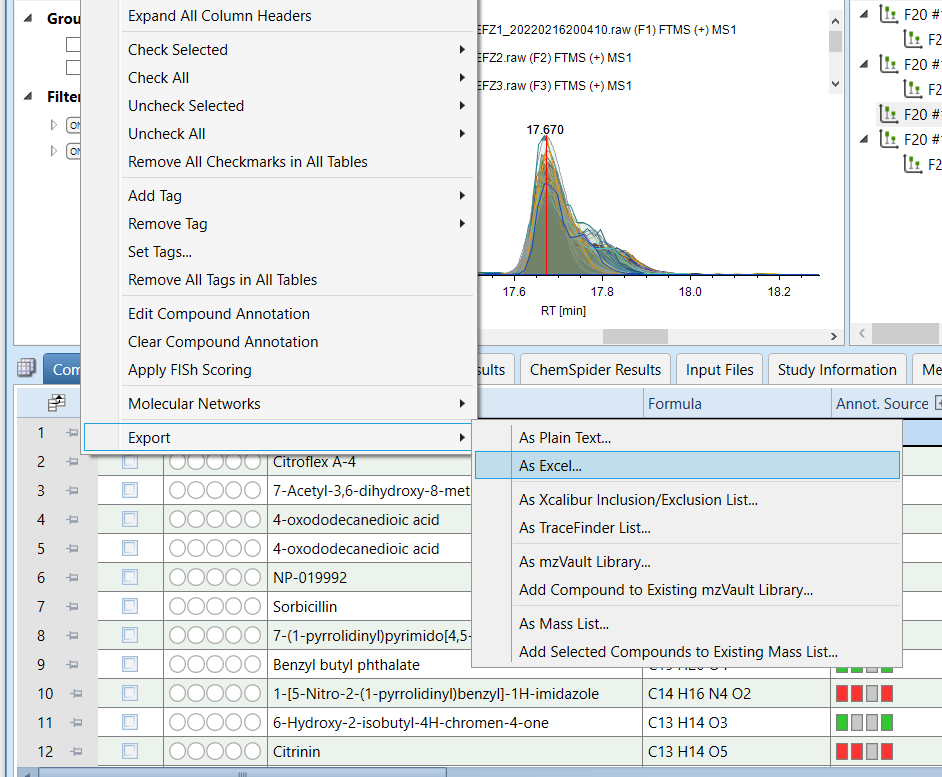 Expand All Column Headers
Check Selected
Check All
Uncheck Selected
Uncheck All
Remove All Checkmarks in All Tables
Add Tag
Remove Tag
Set Tags...
Remove All Tags in All Tables
Edit Compound Annotation
Clear Compound Annotation
Apply FISh Scoring
Molecular Networks
Export
As Plain Text...
As Excel...
As Xcalibur Inclusion/Exclusion List...
As TraceFinder List...
As mzVault Library...
Add Compound to Existing mzVault Library...
As Mass List...
Add Selected Compounds to Existing Mass List...
Grou
Filter
ON
ON
EFZ1_20220216200410.raw (F1) FTMS (+) MS1
EFZ2.raw (F2) FTMS (+) MS1
EFZ3.raw (F3) FTMS (+) MS1
17.670
17.6 17.8 18.0 18.2
RT [min]
F20 #
F2
F20 #
F2
F20 #
F20 #
F2
Com
ults
ChemSpider Results
Input Files
Study Information
Me
Formula
Annot. Source
1
2 Citroflex A-4
3 7-Acetyl-3,6-dihydroxy-8-met
4 4-oxododecanedioic acid
5 4-oxododecanedioic acid
6 NP-019992
7 Sorbicillin
8 7-(1-pyrrolidinyl)pyrimido[4,5-
9 Benzyl butyl phthalate C19 H20 O4
10 1-[5-Nitro-2-(1-pyrrolidinyl)benzyl]-1H-imidazole C14 H16 N4 O2
11 6-Hydroxy-2-isobutyl-4H-chromen-4-one C13 H14 O3
12 Citrinin C13 H14 O5